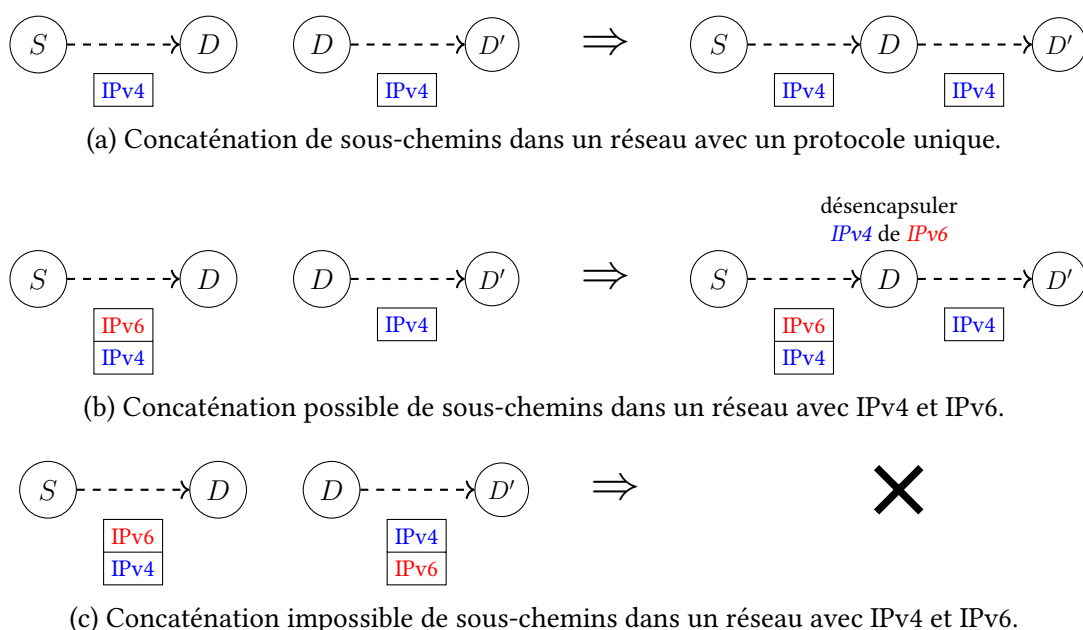 S D D D′ ⇒ S D D′
IPv4 IPv4 IPv4 IPv4
(a) Concaténation de sous-chemins dans un réseau avec un protocole unique.
désencapsuler
IPv4 de IPv6
S D D D′ ⇒ S D D′
IPv6 IPv4 IPv6 IPv4
IPv4 IPv4
(b) Concaténation possible de sous-chemins dans un réseau avec IPv4 et IPv6.
S D D D′ ⇒
IPv6 IPv4
IPv4 IPv6
(c) Concaténation impossible de sous-chemins dans un réseau avec IPv4 et IPv6.